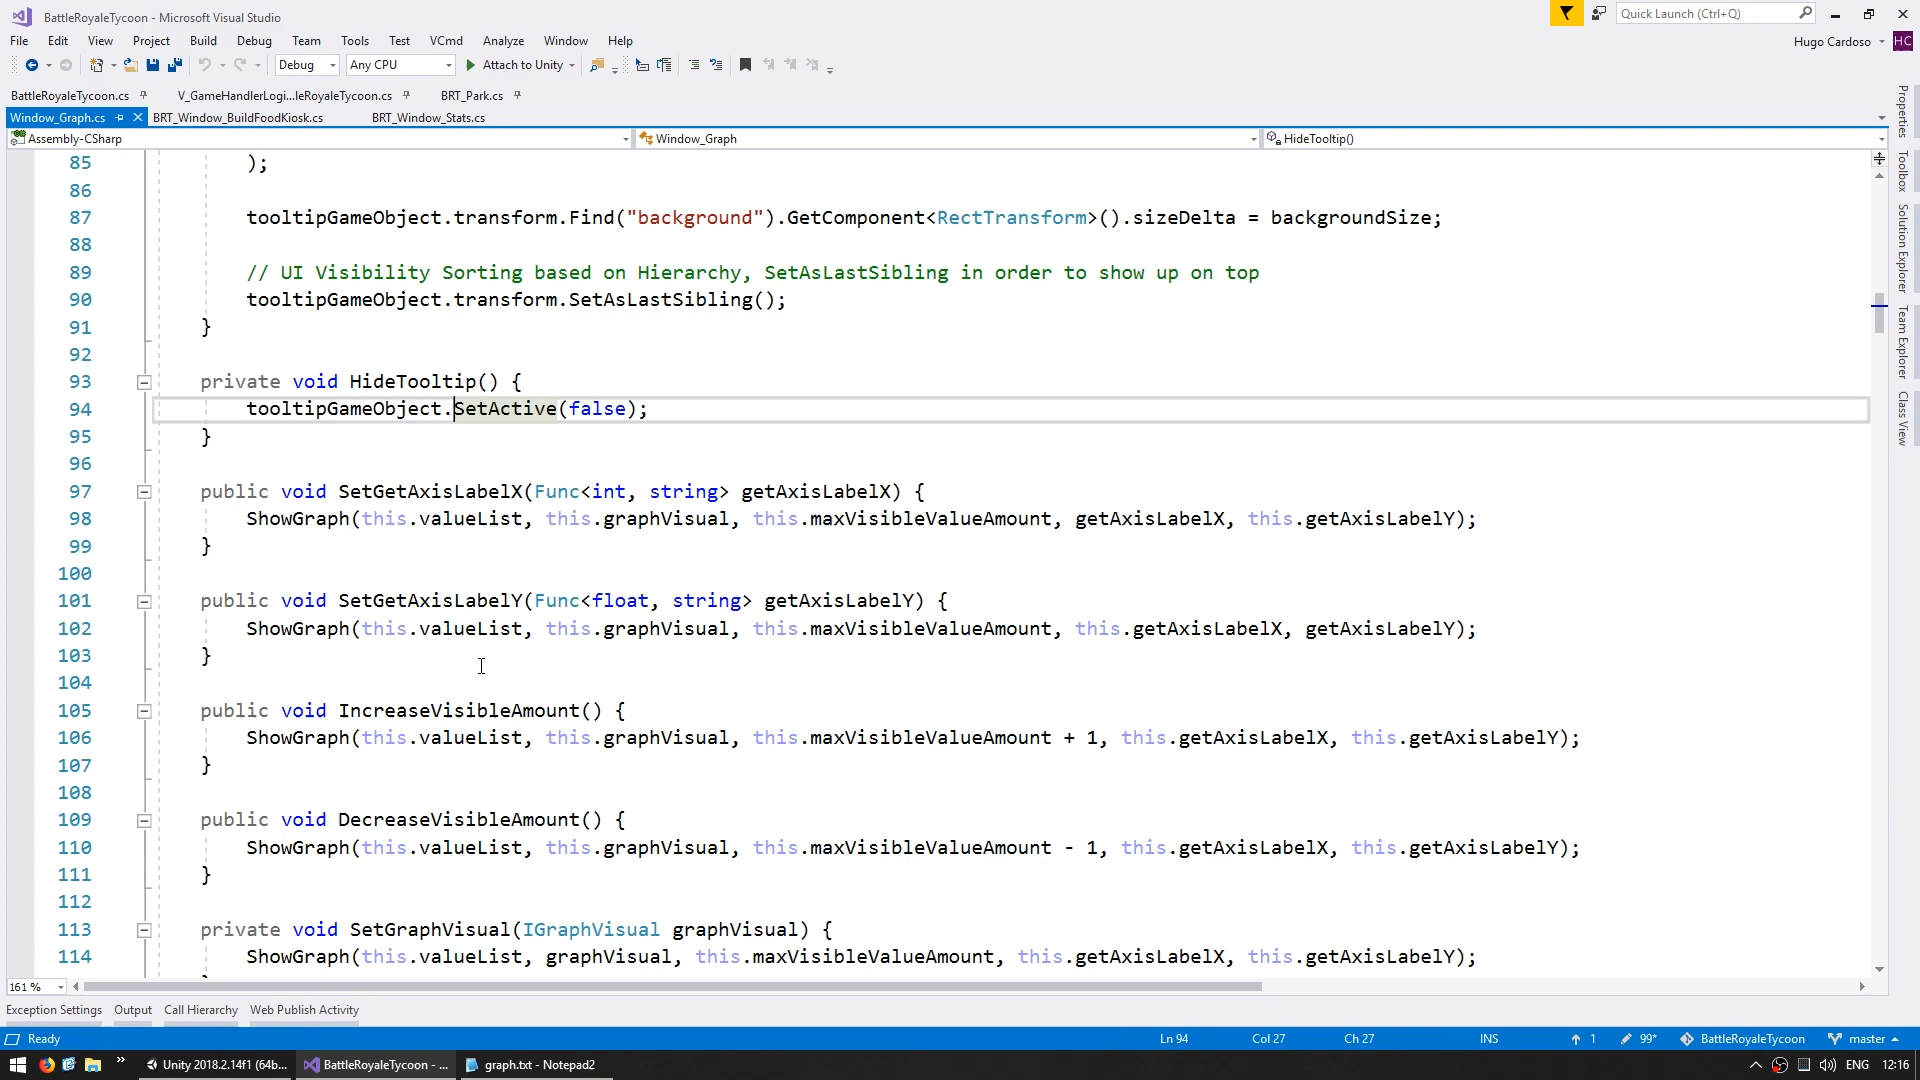 BattleRoyaleTycoon - Microsoft Visual Studio
Quick Launch (Ctrl+Q)
File Edit View Project Build Debug Team Tools Test VCmd Analyze Window Help
Hugo Cardoso HC
Debug Any CPU Attach to Unity
BattleRoyaleTycoon.cs V_GameHandlerLogi...leRoyaleTycoon.cs BRT_Park.cs
Window_Graph.cs BRT_Window_BuildFoodKiosk.cs BRT_Window_Stats.cs
Assembly-CSharp Window_Graph HideTooltip()
85 );
86
87 tooltipGameObject.transform.Find("background").GetComponent<RectTransform>().sizeDelta = backgroundSize;
88
89 // UI Visibility Sorting based on Hierarchy, SetAsLastSibling in order to show up on top
90 tooltipGameObject.transform.SetAsLastSibling();
91 }
92
93 private void HideTooltip() {
94 tooltipGameObject.SetActive(false);
95 }
96
97 public void SetGetAxisLabelX(Func<int, string> getAxisLabelX) {
98 ShowGraph(this.valueList, this.graphVisual, this.maxVisibleValueAmount, getAxisLabelX, this.getAxisLabelY);
99 }
100
101 public void SetGetAxisLabelY(Func<float, string> getAxisLabelY) {
102 ShowGraph(this.valueList, this.graphVisual, this.maxVisibleValueAmount, this.getAxisLabelX, getAxisLabelY);
103 }
104
105 public void IncreaseVisibleAmount() {
106 ShowGraph(this.valueList, this.graphVisual, this.maxVisibleValueAmount + 1, this.getAxisLabelX, this.getAxisLabelY);
107 }
108
109 public void DecreaseVisibleAmount() {
110 ShowGraph(this.valueList, this.graphVisual, this.maxVisibleValueAmount - 1, this.getAxisLabelX, this.getAxisLabelY);
111 }
112
113 private void SetGraphVisual(IGraphVisual graphVisual) {
114 ShowGraph(this.valueList, graphVisual, this.maxVisibleValueAmount, this.getAxisLabelX, this.getAxisLabelY);
Properties
Toolbox
Solution Explorer
Team Explorer
Class View
161 %
Exception Settings Output Call Hierarchy Web Publish Activity
Ready Ln 94 Col 27 Ch 27 INS 1 99* BattleRoyaleTycoon master
Unity 2018.2.14f1 (64b... BattleRoyaleTycoon - ... graph.txt - Notepad2 ENG 12:16